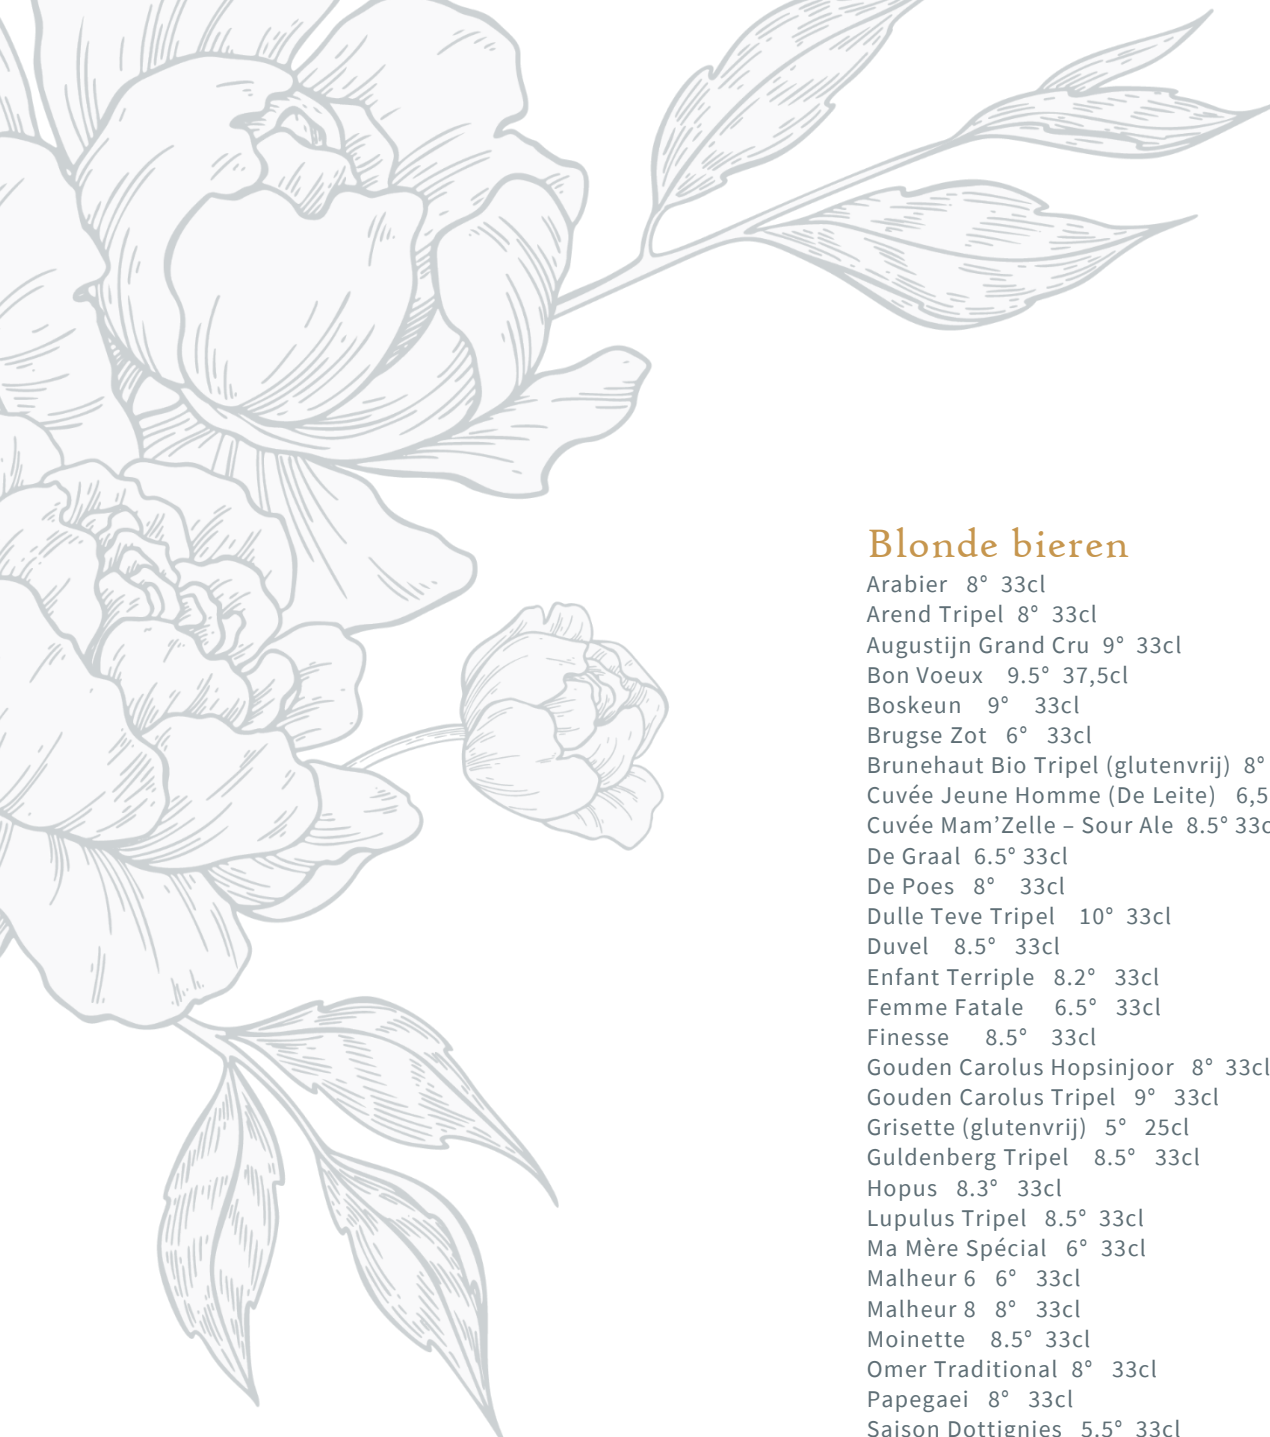 Blonde bieren
Arabier 8° 33cl
Arend Tripel 8° 33cl
Augustijn Grand Cru 9° 33cl
Bon Voeux 9.5° 37,5cl
Boskeun 9° 33cl
Brugse Zot 6° 33cl
Brunehaut Bio Tripel (glutenvrij) 8°
Cuvée Jeune Homme (De Leite) 6,5
Cuvée Mam’Zelle – Sour Ale 8.5° 33c
De Graal 6.5° 33cl
De Poes 8° 33cl
Dulle Teve Tripel 10° 33cl
Duvel 8.5° 33cl
Enfant Terriple 8.2° 33cl
Femme Fatale 6.5° 33cl
Finesse 8.5° 33cl
Gouden Carolus Hopsinjoor 8° 33cl
Gouden Carolus Tripel 9° 33cl
Grisette (glutenvrij) 5° 25cl
Guldenberg Tripel 8.5° 33cl
Hopus 8.3° 33cl
Lupulus Tripel 8.5° 33cl
Ma Mère Spécial 6° 33cl
Malheur 6 6° 33cl
Malheur 8 8° 33cl
Moinette 8.5° 33cl
Omer Traditional 8° 33cl
Papegaei 8° 33cl
Saison Dottignies 5.5° 33cl